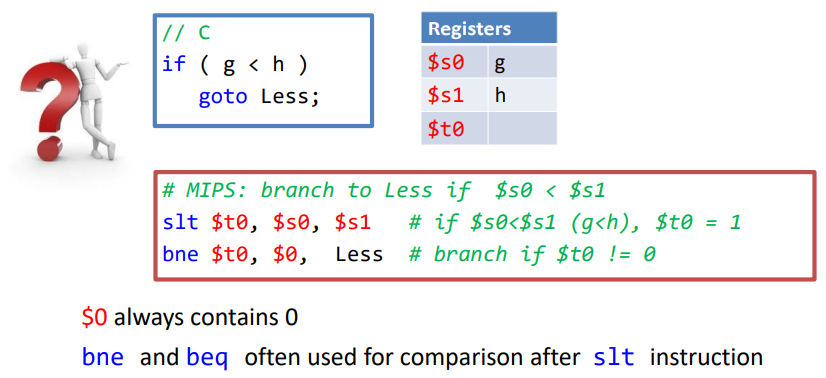 // C
if ( g < h )
goto Less;
Registers
$s0 g
$s1 h
$t0
# MIPS: branch to Less if $s0 < $s1
slt $t0, $s0, $s1 # if $s0<$s1 (g<h), $t0 = 1
bne $t0, $0, Less # branch if $t0 != 0
$0 always contains 0
bne and beq often used for comparison after slt instruction